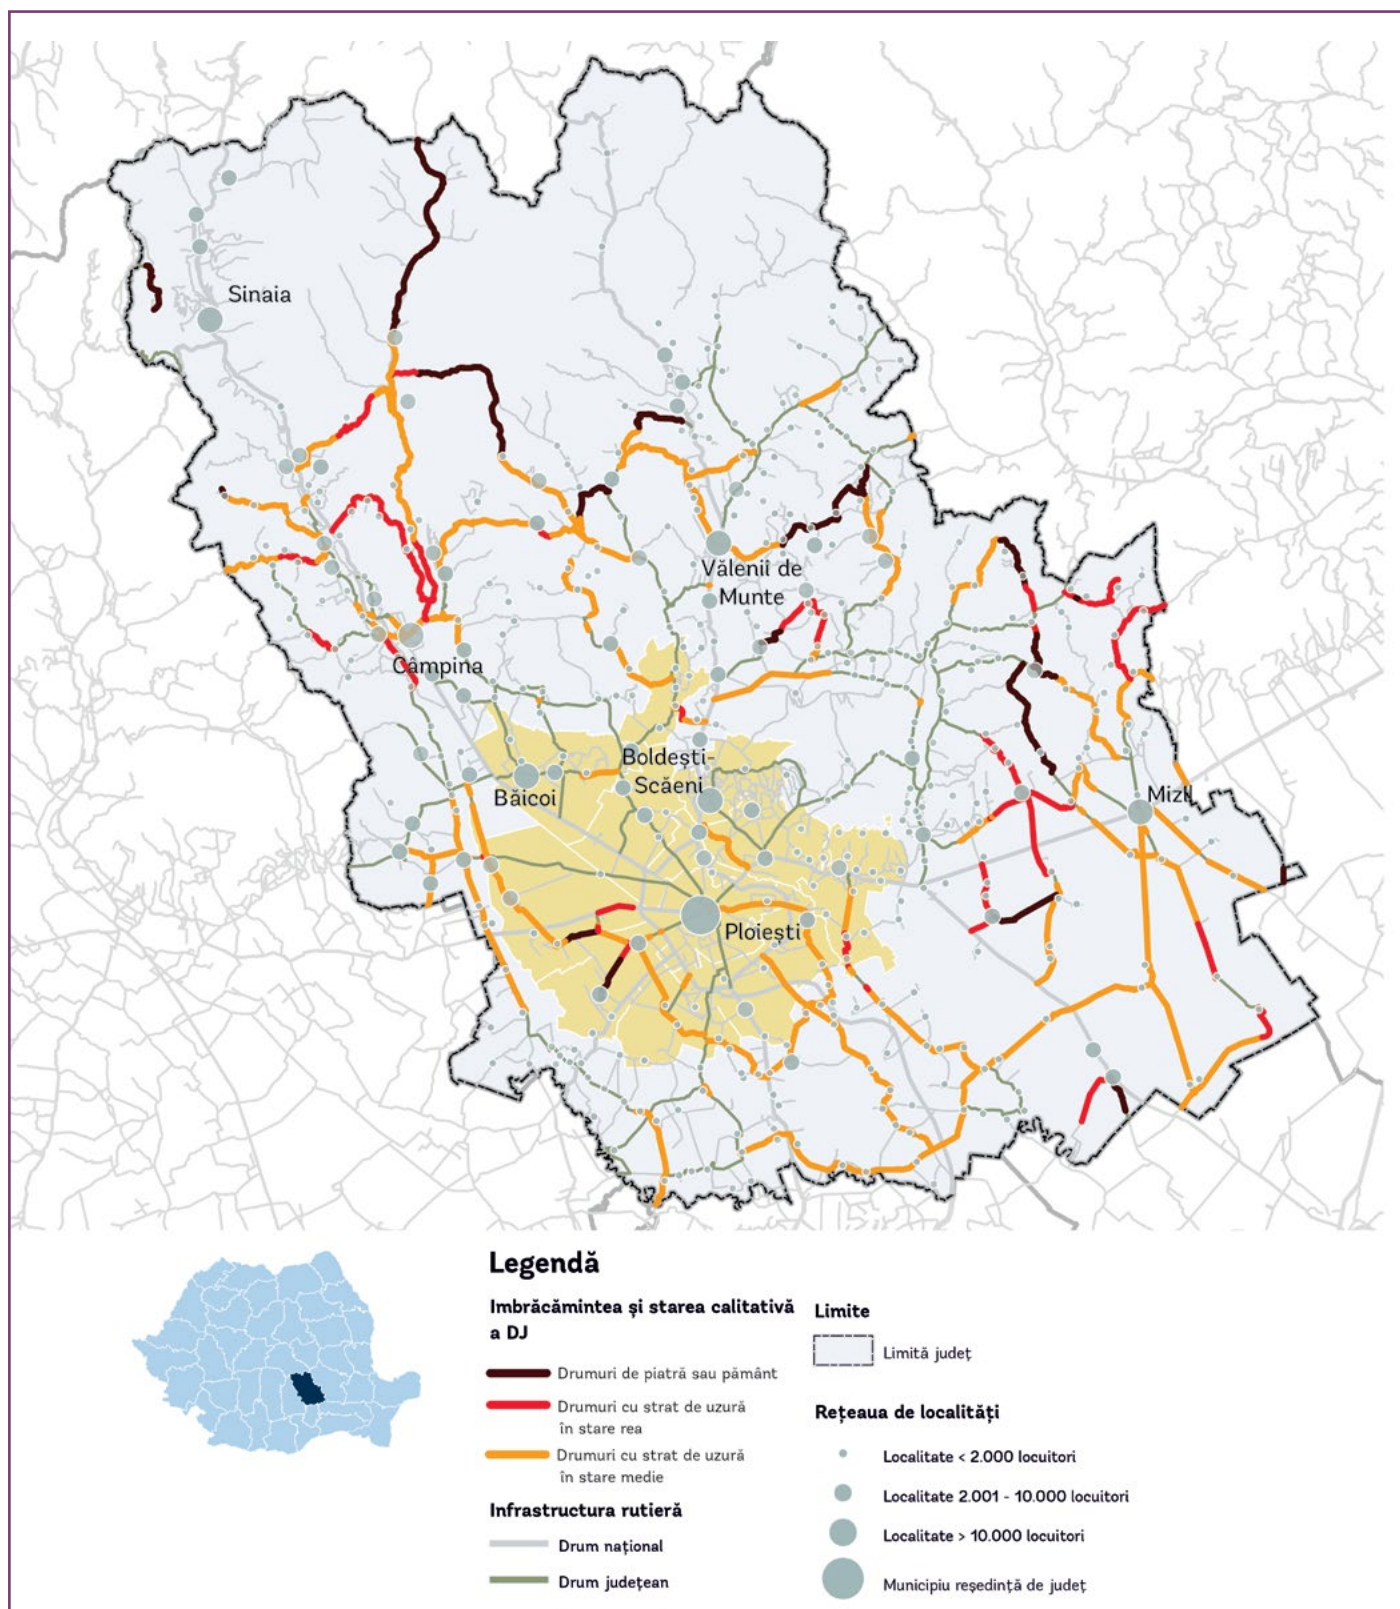 Sinaia
Vălenii de
Munte
Câmpina
Boldești-
Scăeni
Băicoi
Mizil
Ploiești
Legendă
Imbrăcămintea și starea calitativă
a DJ
Drumuri de piatră sau pământ
Drumuri cu strat de uzură
în stare rea
Drumuri cu strat de uzură
în stare medie
Infrastructura rutieră
Drum național
Drum județean
Limite
Limită județ
Rețeaua de localități
Localitate < 2.000 locuitori
Localitate 2.001 - 10.000 locuitori
Localitate > 10.000 locuitori
Municipiu reședință de județ